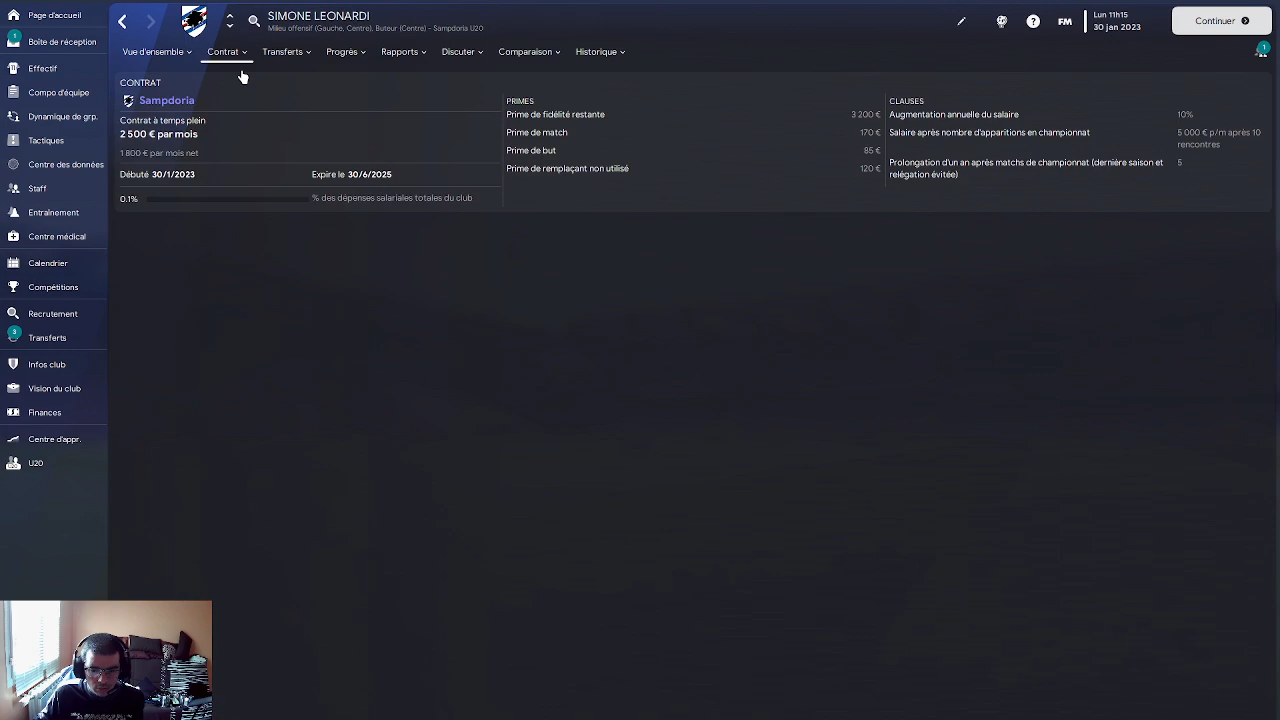 Page d'accueil
SIMONE LEONARDI
Milieu offensif (Gauche, Centre), Buteur (Centre) - Sampdoria U20
FM
Lun 11h15
30 jan 2023
Continuer
1
Boîte de réception
Vue d'ensemble
Contrat
Transferts
Progrès
Rapports
Discuter
Comparaison
Historique
1
Effectif
Compo d'équipe
Dynamique de grp.
Tactiques
Centre des données
Staff
Entraînement
Centre médical
Calendrier
Compétitions
Recrutement
3
Transferts
Infos club
Vision du club
Finances
Centre d'appr.
U20
U20
CONTRAT
Sampdoria
Contrat à temps plein
2 500 € par mois
1 800 € par mois net
Débuté 30/1/2023
Expire le 30/6/2025
0.1%
% des dépenses salariales totales du club
PRIMES
Prime de fidélité restante 3 200 €
Prime de match 170 €
Prime de but 85 €
Prime de remplaçant non utilisé 120 €
CLAUSES
Augmentation annuelle du salaire 10%
Salaire après nombre d'apparitions en championnat 5 000 € p/m après 10
rencontres
Prolongation d'un an après matchs de championnat (dernière saison et 5
relégation évitée)